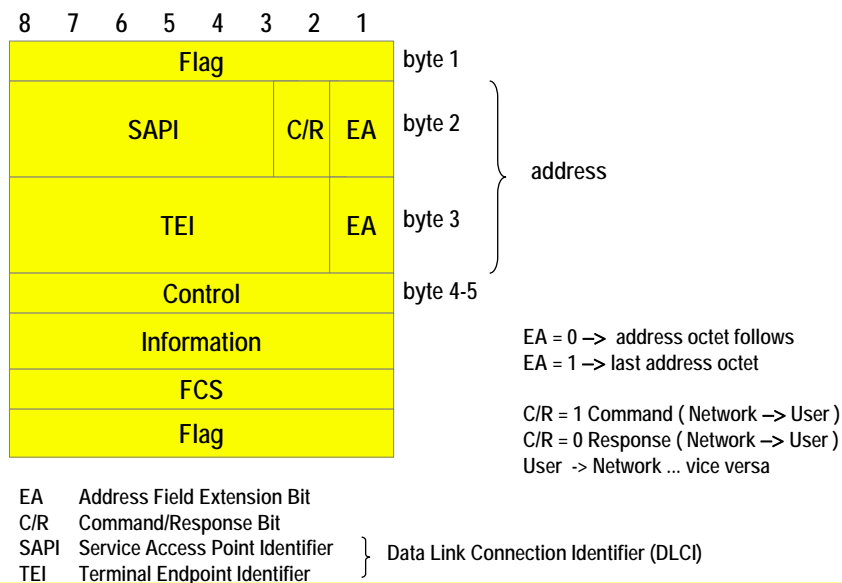 8 7 6 5 4 3 2 1
Flag byte 1
SAPI C/R EA byte 2
address
TEI EA byte 3
Control byte 4-5
Information
FCS
Flag
EA = 0 –> address octet follows
EA = 1 –> last address octet
C/R = 1 Command ( Network –> User )
C/R = 0 Response ( Network –> User )
User -> Network ... vice versa
EA Address Field Extension Bit
C/R Command/Response Bit
SAPI Service Access Point Identifier
TEI Terminal Endpoint Identifier
Data Link Connection Identifier (DLCI)